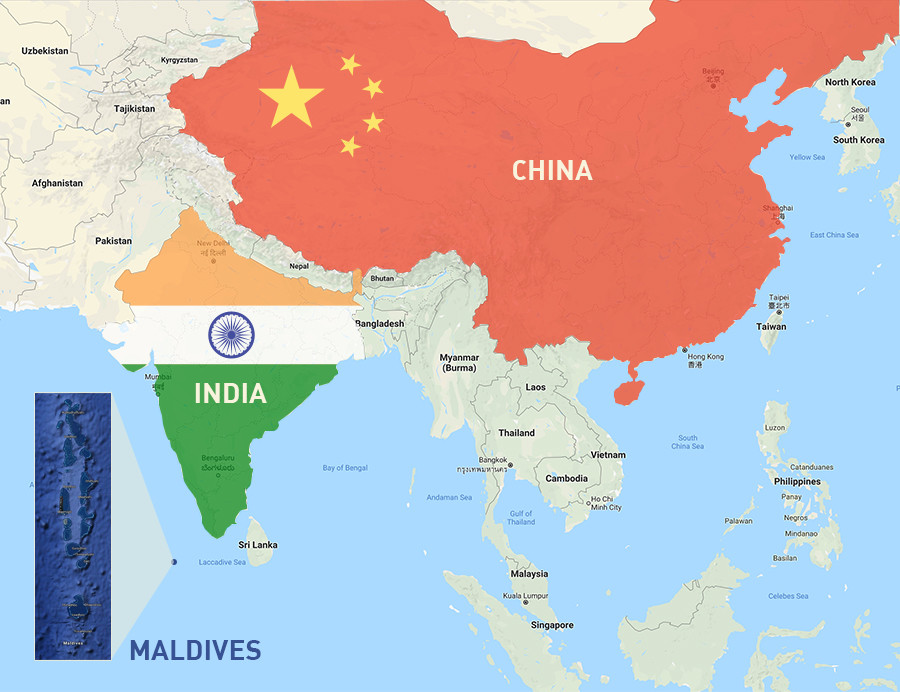 Uzbekistan
Kyrgyzstan
an
Tajikistan
Afghanistan
Pakistan
New Delhi
नई दिल्ली
Nepal
Bhutan
Bangladesh
CHINA
Beijing
北京
North Korea
Seoul
서울
South Korea
Yellow Sea
Shanghai
上海
East China Sea
Taipei
臺北市
Taiwan
Hong Kong
香港
Myanmar
(Burma)
Laos
Thailand
Vietnam
Bangkok
กรุงเทพมหานคร
Cambodia
Ho Chi
Minh City
Gulf of
Thailand
South
China Sea
Luzon
Catanduanes
Philippines
Panay
Negros
Palawan
Mindanao
Basilan
Celebes Sea
Mumbai
INDIA
Bengaluru
Bay of Bengal
Andaman Sea
Sri Lanka
Laccadive Sea
Malaysia
Kuala Lumpur
Singapore
Maldives
MALDIVES